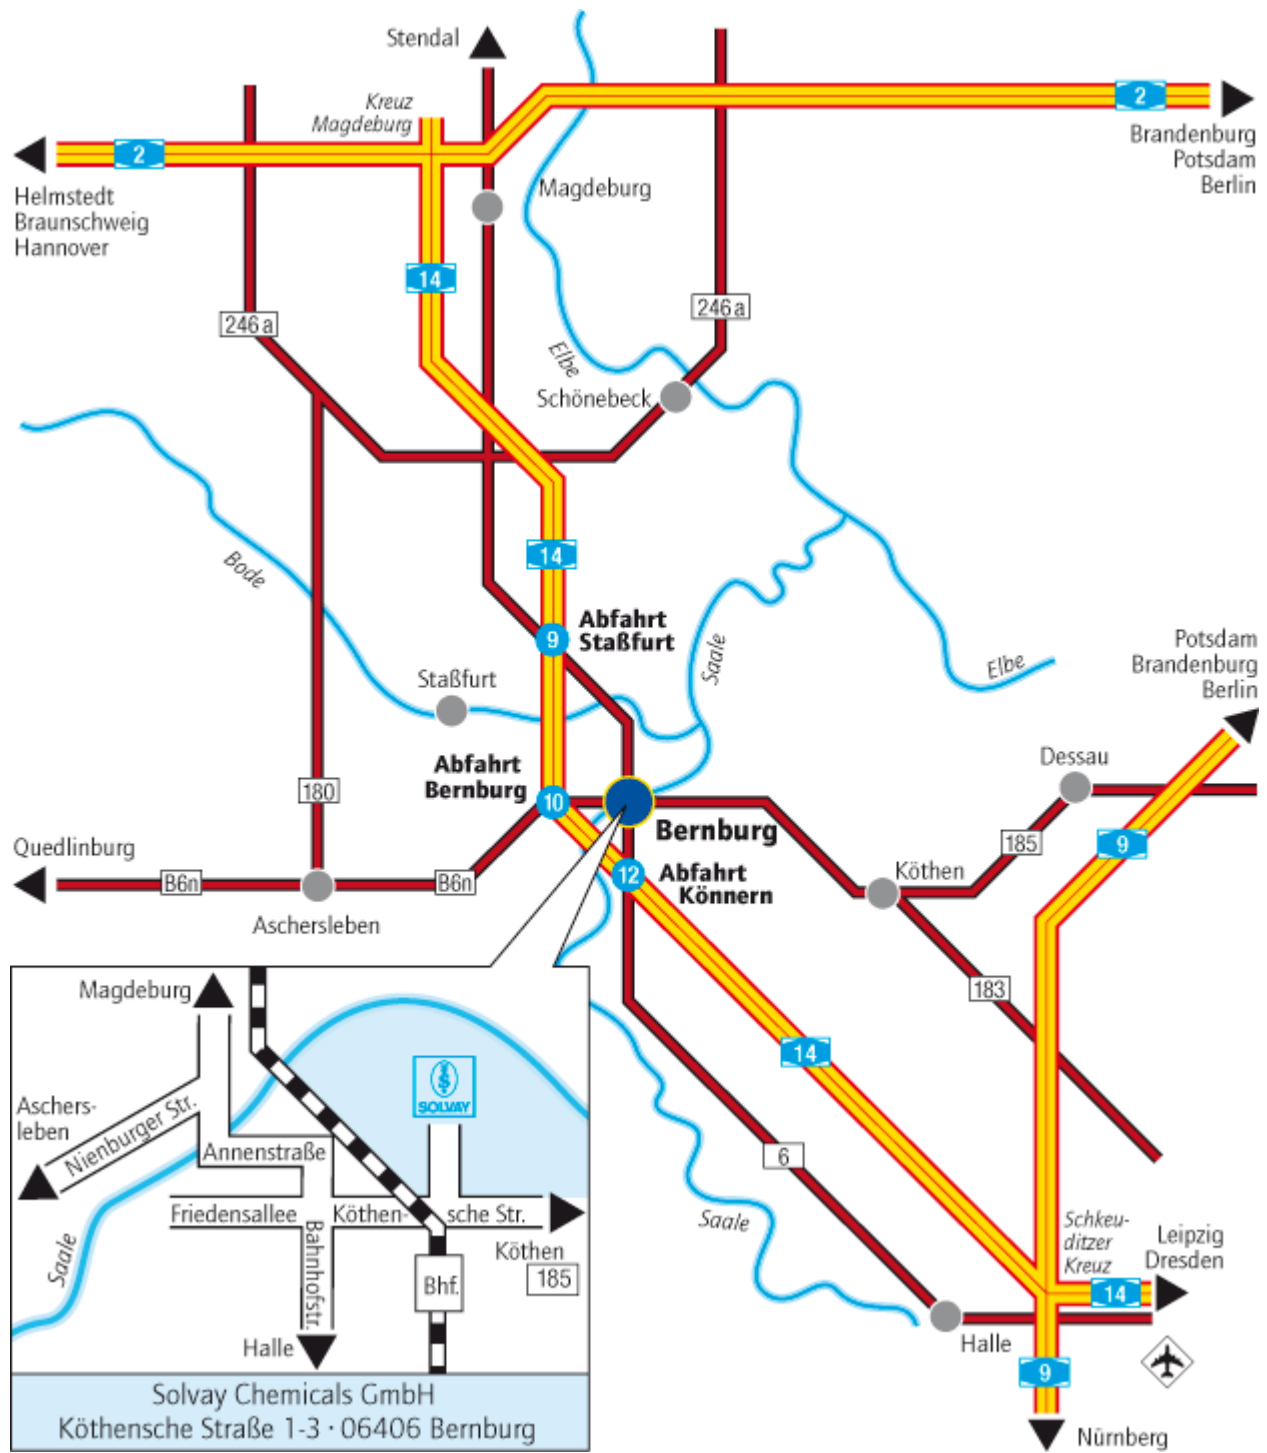 Stendal
Kreuz
Magdeburg
2
Brandenburg
Potsdam
Berlin
2
Helmstedt
Braunschweig
Hannover
Magdeburg
14
246a
246a
Elbe
Schönebeck
Bode
14
9
Abfahrt
Staßfurt
Saale
Elbe
Potsdam
Brandenburg
Berlin
Staßfurt
Abfahrt
Bernburg
10
Bernburg
Dessau
180
185
9
Quedlinburg
B6n
B6n
Aschersleben
12
Abfahrt
Könnern
Köthen
183
14
6
Saale
Schkeu-
ditzer
Kreuz
Leipzig
Dresden
14
Halle
9
Nürnberg
Magdeburg
SOLVAY
Aschers-
leben
Nienburger Str.
Annenstraße
Friedensallee
Köthen-
sche Str.
Saale
Bahnhofstr.
Bhf.
Köthen
185
Halle
Solvay Chemicals GmbH
Köthensche Straße 1-3 · 06406 Bernburg